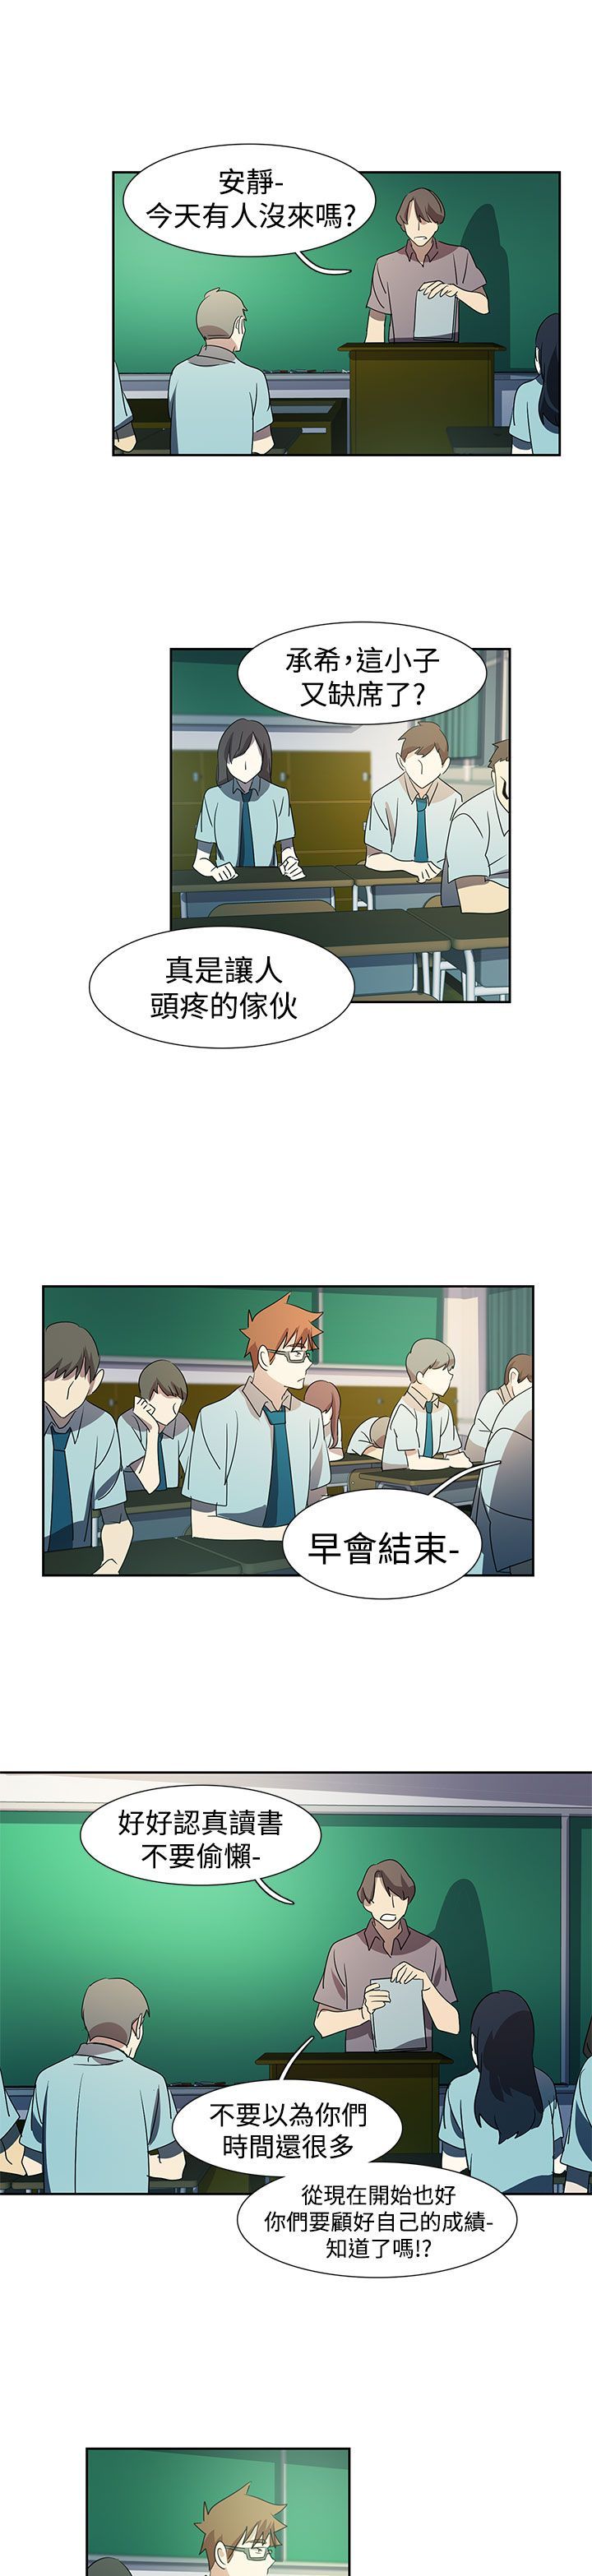 安靜-
今天有人沒來嗎?
承希,這小子
又缺席了?
真是讓人
頭疼的傢伙
早會結束-
好好認真讀書
不要偷懶-
不要以為你們
時間還很多
從現在開始也好
你們要顧好自己的成績-
知道了嗎!?